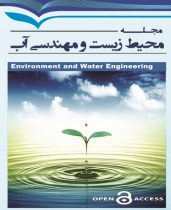 مجله
محیط زیست و مهندسی آب
Environment and Water Engineering
OPEN ACCESS